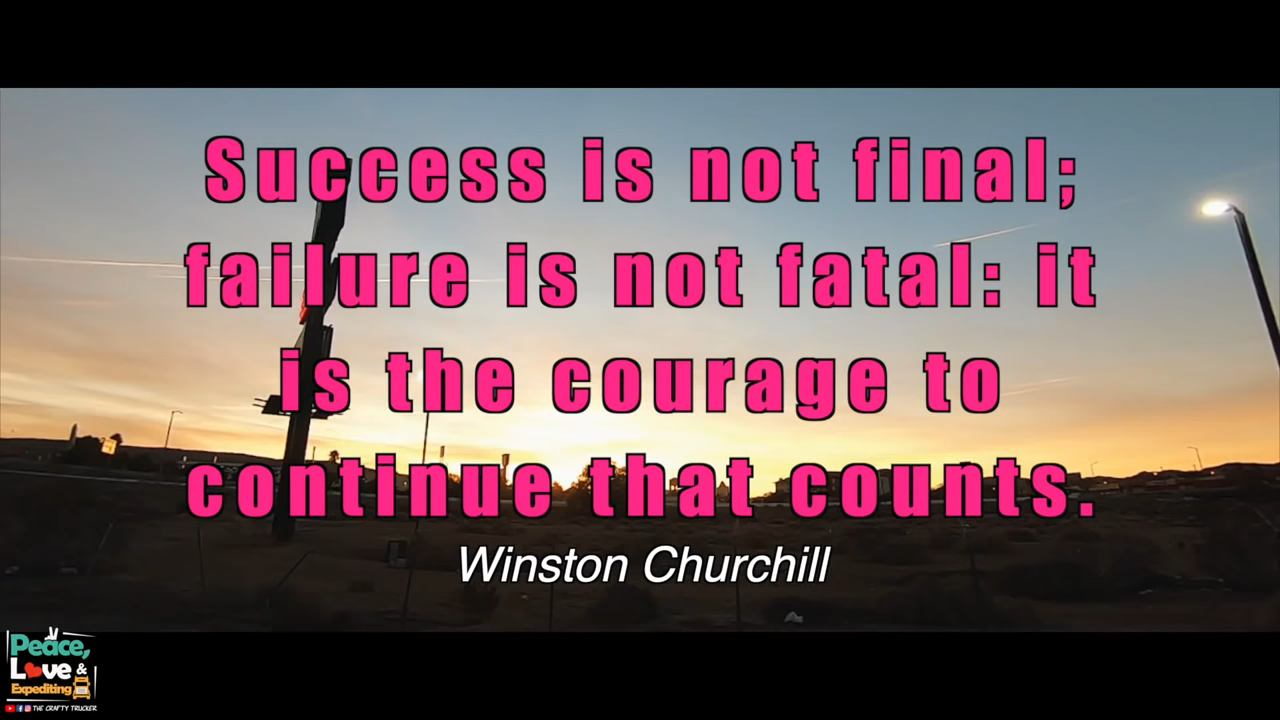 Success is not final;
failure is not fatal: it
is the courage to
continue that counts.
Winston Churchill
Peace,
Love &
Expediting
THE CRAFTY TRUCKER